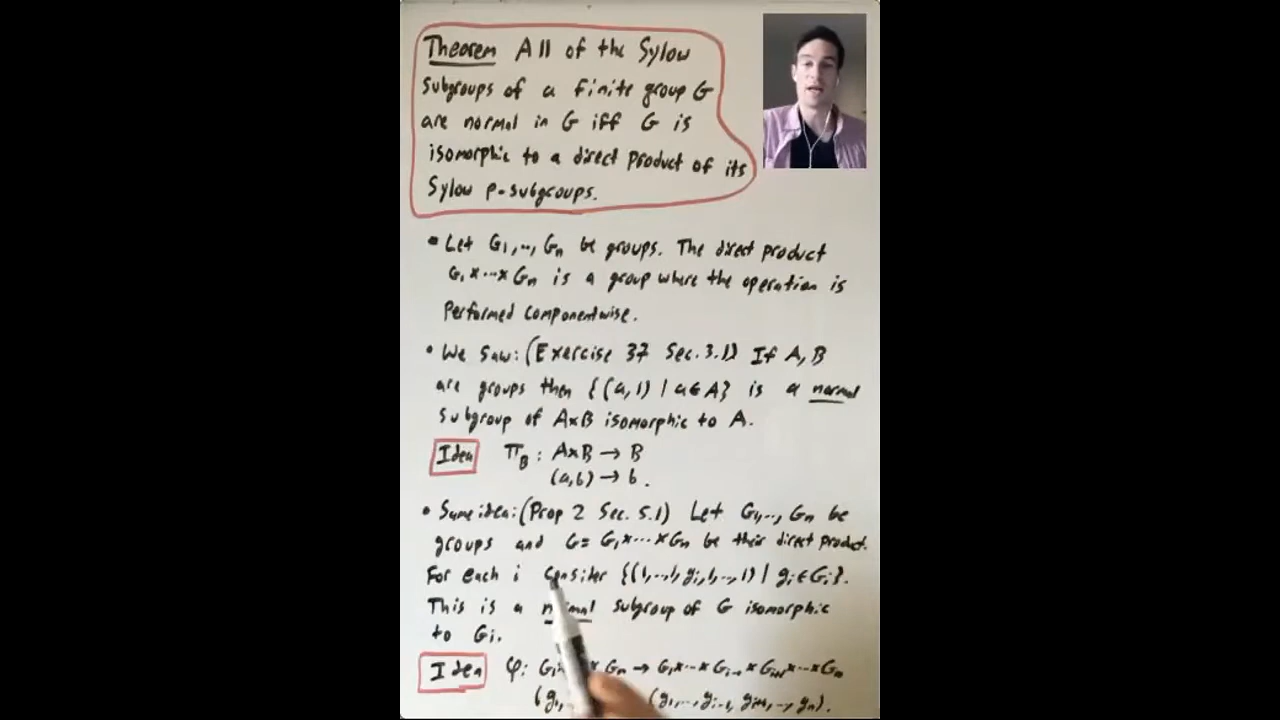 Theorem All of the Sylow
subgroups of a finite group G
are normal in G iff G is
isomorphic to a direct product of its
Sylow p-subgroups.
• Let G1,..,Gn be groups. The direct product
G1×···×Gn is a group where the operation is
performed componentwise.
• We saw: (Exercise 37 Sec. 3.1) If A,B
are groups then {(a,1) | a∈A} is a normal
subgroup of A×B isomorphic to A.
Idea πB : A×B → B
(a,b) → b.
• Same idea: (Prop 2 Sec. 5.1) Let G1,..,Gn be
groups and G = G1×···×Gn be their direct product.
For each i consider {(1,..,1,gi,1,..,1) | gi∈Gi}.
This is a normal subgroup of G isomorphic
to Gi.
Idea φ: G1 × Gn → G1×···×Gi-1×Gi+1×···×Gn
(g1, (g1,..,gi-1,gi+1,..,gn).